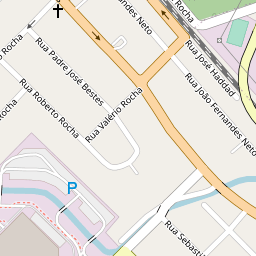 Rocha
Neto
Rocha
Rua José Haddad
Rua Padre José Bestes
Rua João Fernandes Neto
Rua Valério Rocha
Rua Roberto Rocha
Rocha
P
Rua Sebasti